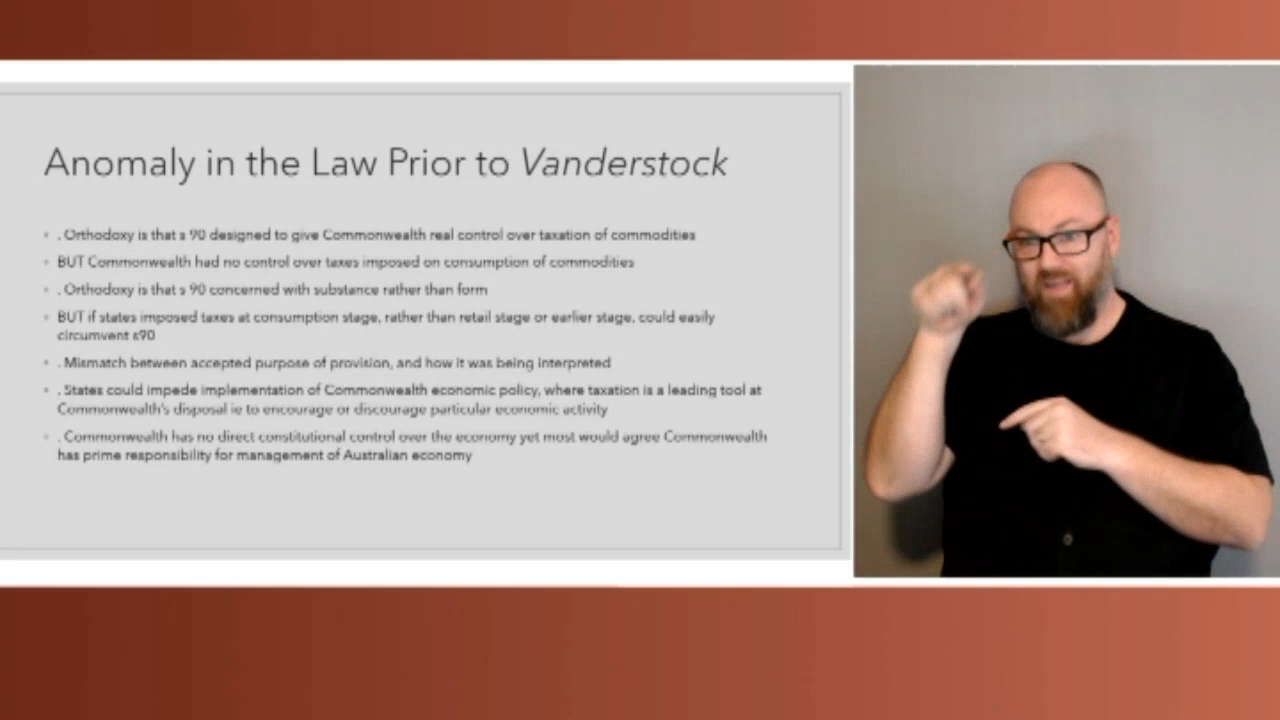 Anomaly in the Law Prior to Vanderstock
. Orthodoxy is that s 90 designed to give Commonwealth real control over taxation of commodities
BUT Commonwealth had no control over taxes imposed on consumption of commodities
. Orthodoxy is that s 90 concerned with substance rather than form
BUT if states imposed taxes at consumption stage, rather than retail stage or earlier stage, could easily
circumvent s90
. Mismatch between accepted purpose of provision, and how it was being interpreted
. States could impede implementation of Commonwealth economic policy, where taxation is a leading tool at
Commonwealth's disposal ie to encourage or discourage particular economic activity
. Commonwealth has no direct constitutional control over the economy yet most would agree Commonwealth
has prime responsibility for management of Australian economy